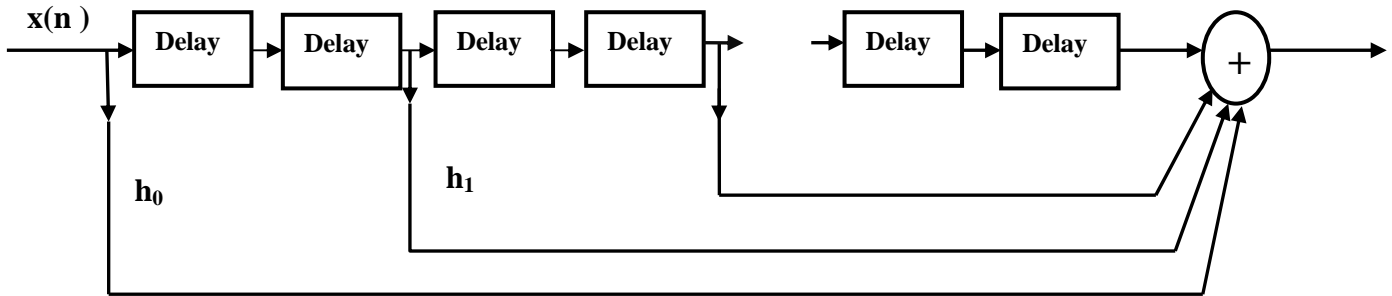 x(n )
Delay Delay Delay Delay Delay Delay +
h₀ h₁